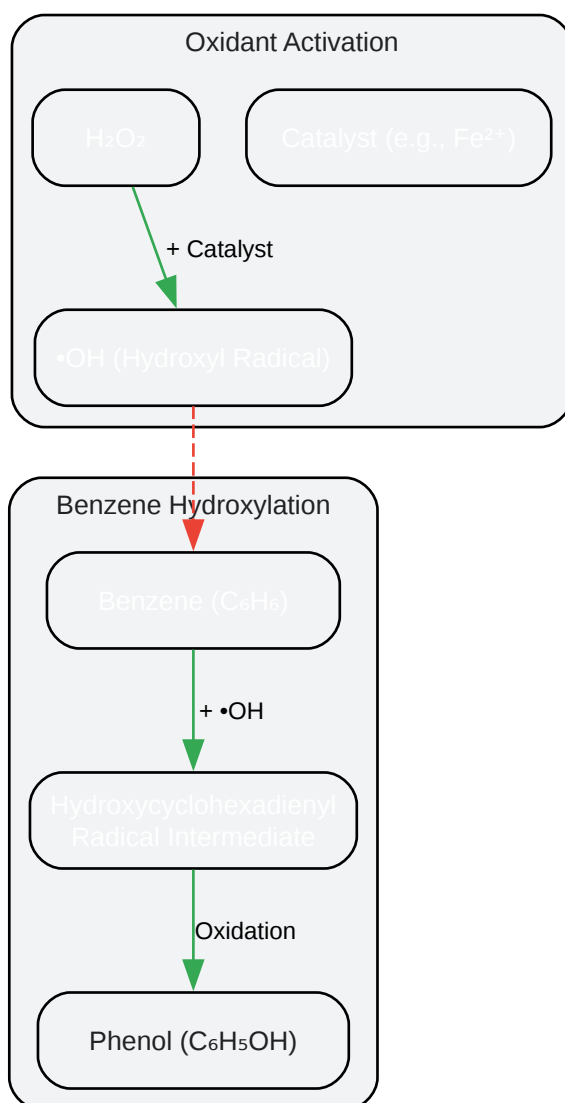 Oxidant Activation
H₂O₂
Catalyst (e.g., Fe²⁺)
+ Catalyst
•OH (Hydroxyl Radical)
Benzene Hydroxylation
Benzene (C₆H₆)
+ •OH
Hydroxycyclohexadienyl
Radical Intermediate
Oxidation
Phenol (C₆H₅OH)